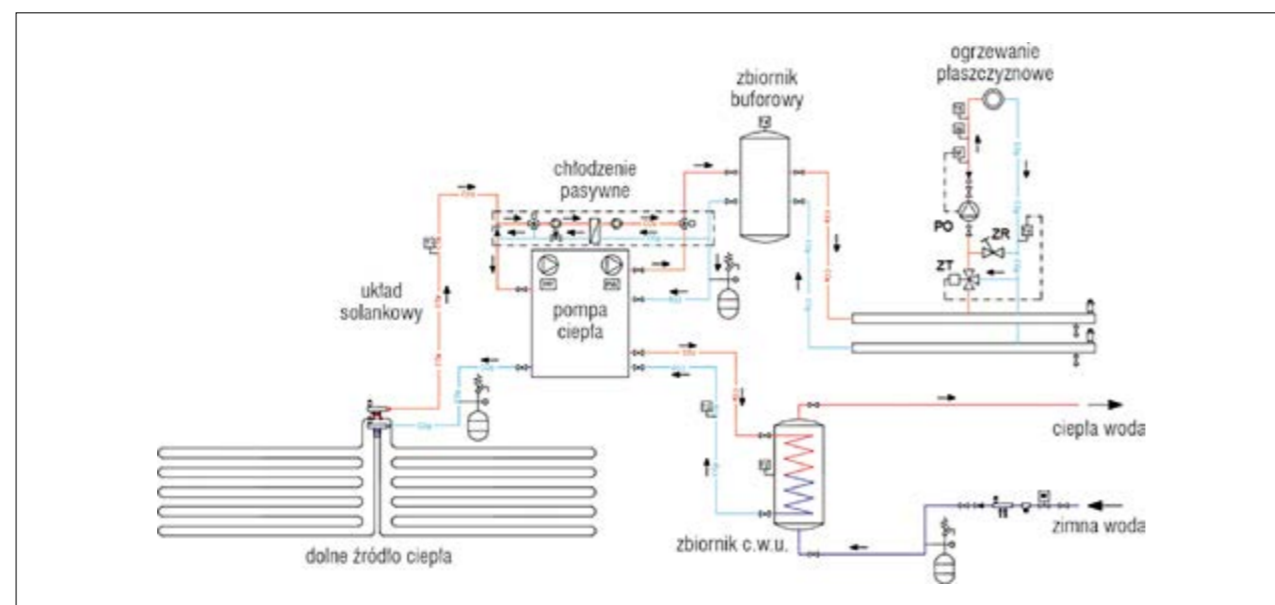 ogrzewanie
płaszczyznowe
zbiornik
buforowy
chłodzenie
pasywne
PO
ZR
ZT
układ
solankowy
pompa
ciepła
ciepła woda
zimna woda
zbiornik c.w.u.
dolne źródło ciepła